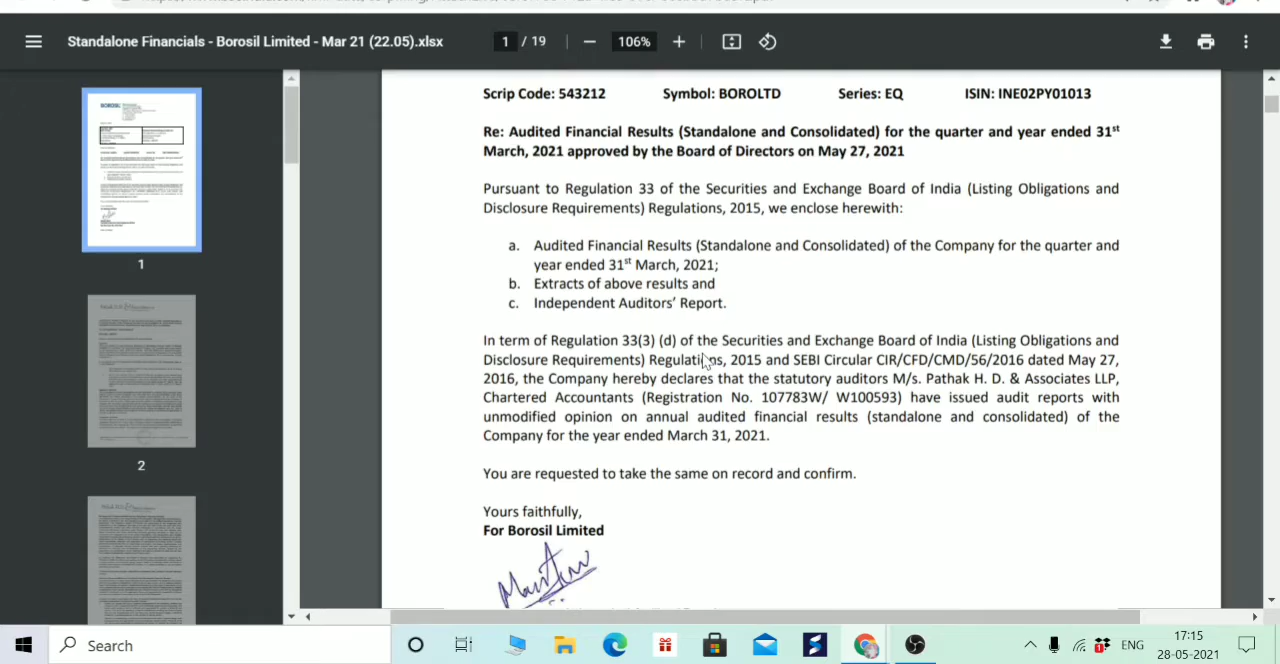 Standalone Financials - Borosil Limited - Mar 21 (22.05).xlsx
1 / 19
106%
1
2
Scrip Code: 543212 Symbol: BOROLTD Series: EQ ISIN: INE02PY01013
Re: Audited Financial Results (Standalone and Consolidated) for the quarter and year ended 31st
March, 2021 approved by the Board of Directors on May 27, 2021
Pursuant to Regulation 33 of the Securities and Exchange Board of India (Listing Obligations and
Disclosure Requirements) Regulations, 2015, we enclose herewith:
a. Audited Financial Results (Standalone and Consolidated) of the Company for the quarter and
year ended 31st March, 2021;
b. Extracts of above results and
c. Independent Auditors' Report.
In term of Regulation 33(3) (d) of the Securities and Exchange Board of India (Listing Obligations and
Disclosure Requirements) Regulations, 2015 and SEBI Circular CIR/CFD/CMD/56/2016 dated May 27,
2016, the Company hereby declares that the statutory auditors M/s. Pathak H. D. & Associates LLP,
Chartered Accountants (Registration No. 107783W/ W100593) have issued audit reports with
unmodified opinion on annual audited financial results (standalone and consolidated) of the
Company for the year ended March 31, 2021.
You are requested to take the same on record and confirm.
Yours faithfully,
For Borosil Limited
Search
ENG
17:15
28-05-2021